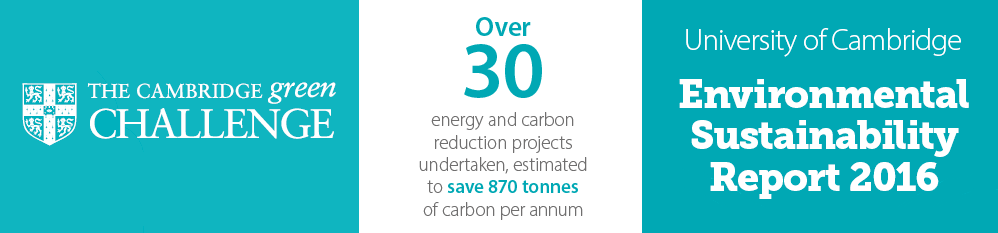 THE CAMBRIDGE green
CHALLENGE
Over
30
energy and carbon
reduction projects
undertaken, estimated
to save 870 tonnes
of carbon per annum
University of Cambridge
Environmental
Sustainability
Report 2016